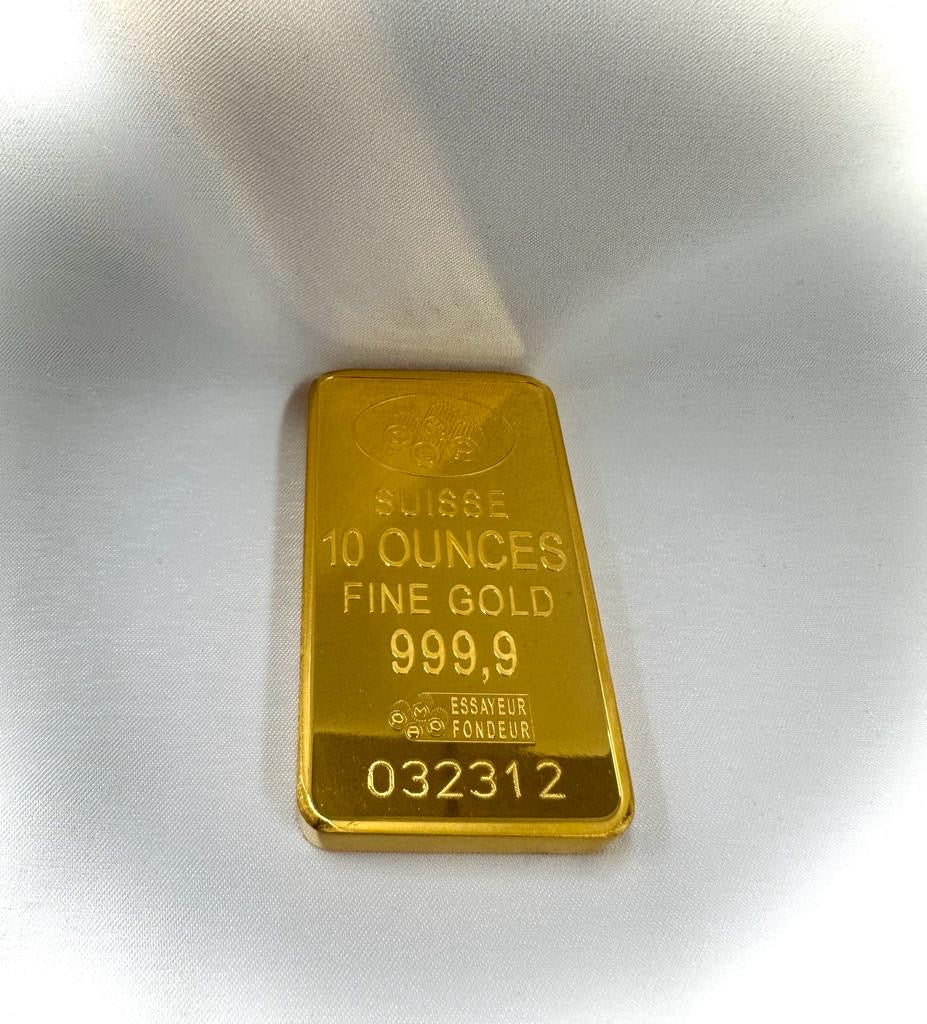 SUISSE
10 OUNCES
FINE GOLD
999,9
ESSAYEUR
FONDEUR
032312